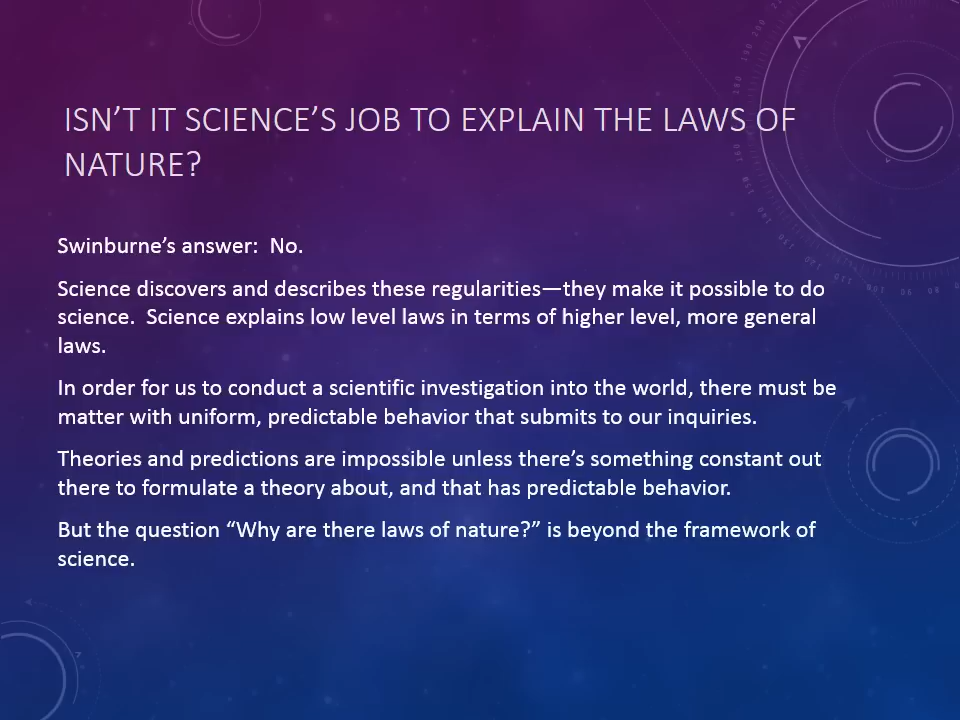 ISN’T IT SCIENCE’S JOB TO EXPLAIN THE LAWS OF
NATURE?
Swinburne’s answer:  No.
Science discovers and describes these regularities—they make it possible to do
science.  Science explains low level laws in terms of higher level, more general
laws.
In order for us to conduct a scientific investigation into the world, there must be
matter with uniform, predictable behavior that submits to our inquiries.
Theories and predictions are impossible unless there’s something constant out
there to formulate a theory about, and that has predictable behavior.
But the question “Why are there laws of nature?” is beyond the framework of
science.